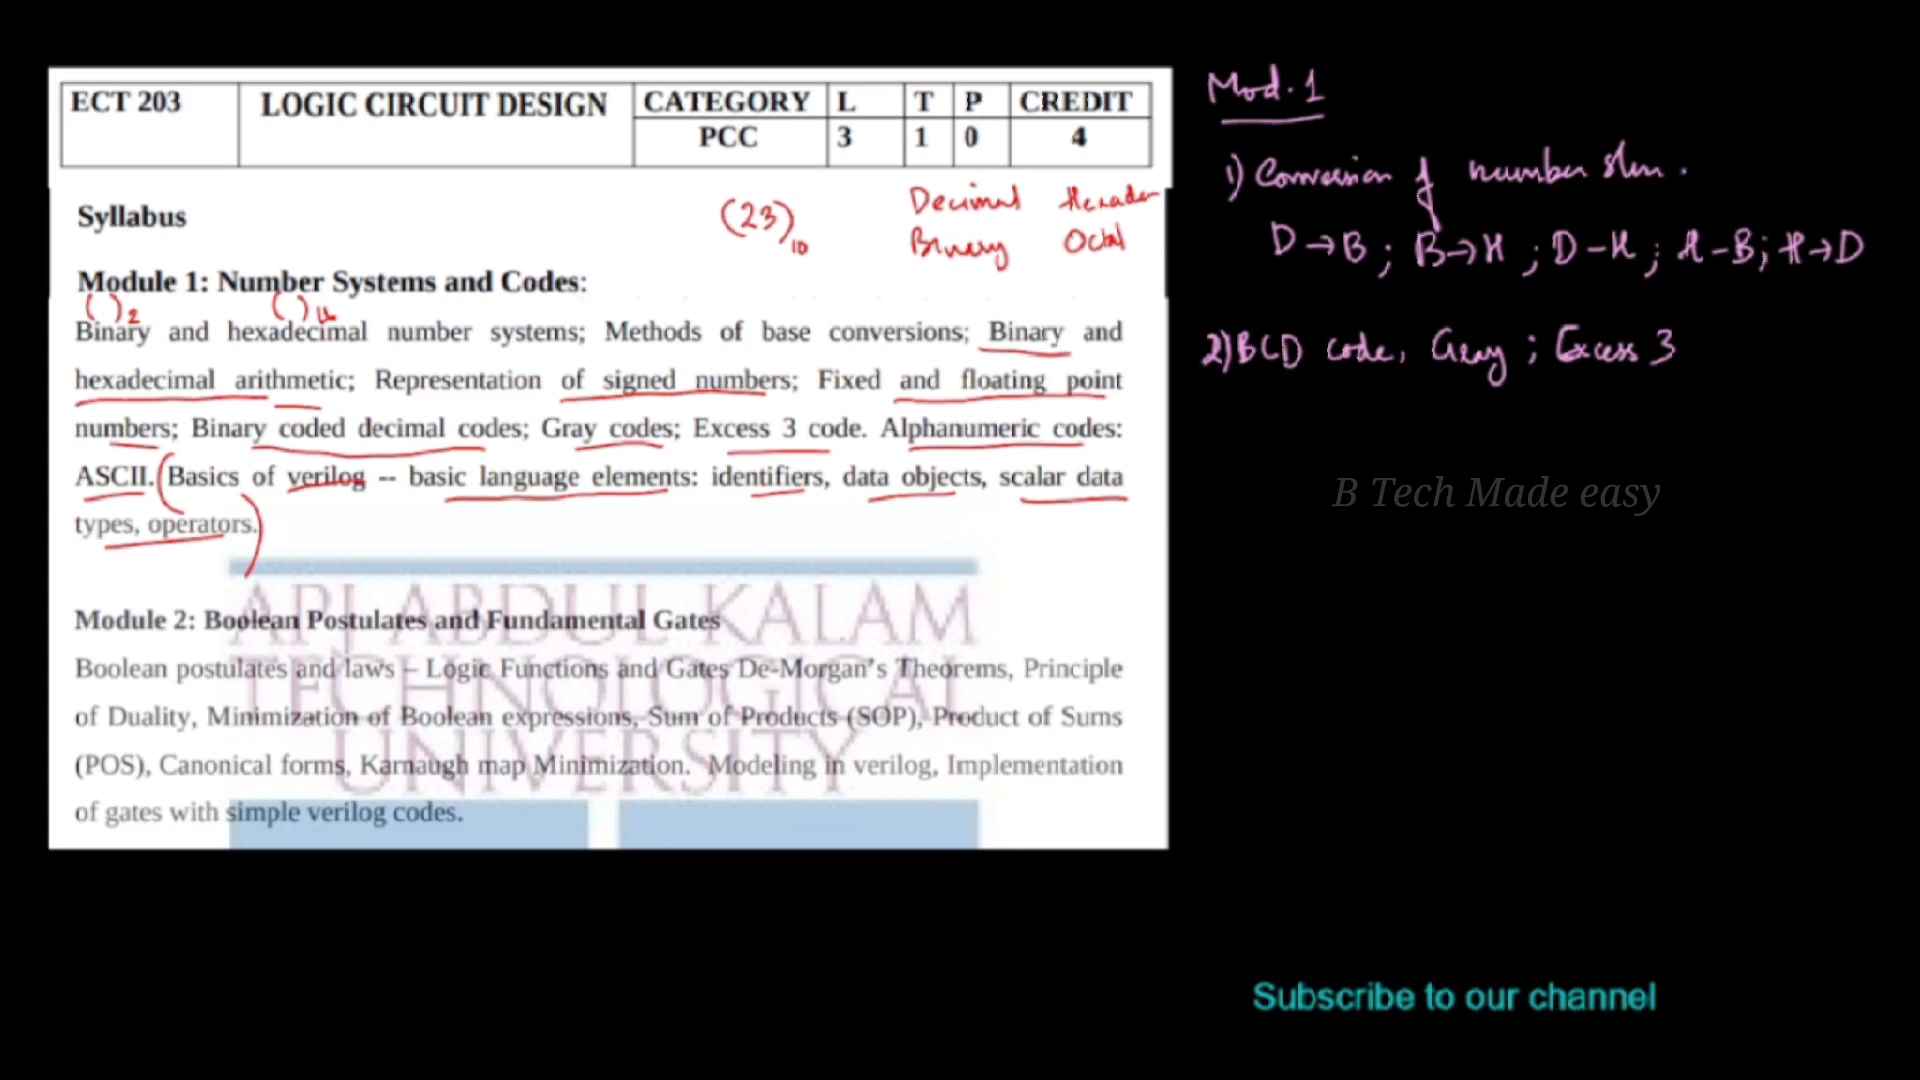 ECT 203 LOGIC CIRCUIT DESIGN CATEGORY L T P CREDIT
PCC 3 1 0 4
Syllabus
(23)10 Decimal Hexadec
Binary Octal
Module 1: Number Systems and Codes:
( )2 ( )16
Binary and hexadecimal number systems; Methods of base conversions; Binary and
hexadecimal arithmetic; Representation of signed numbers; Fixed and floating point
numbers; Binary coded decimal codes; Gray codes; Excess 3 code. Alphanumeric codes:
ASCII. (Basics of verilog -- basic language elements: identifiers, data objects, scalar data
types, operators.)
API ABDUL KALAM
TECHNOLOGICAL
UNIVERSITY
Module 2: Boolean Postulates and Fundamental Gates
Boolean postulates and laws – Logic Functions and Gates De-Morgan's Theorems, Principle
of Duality, Minimization of Boolean expressions, Sum of Products (SOP), Product of Sums
(POS), Canonical forms, Karnaugh map Minimization. Modeling in verilog, Implementation
of gates with simple verilog codes.
Mod. 1
1) Conversion of number
D→B ; B→H ; D-H ; H-B; H→D
2) BCD code, Gray ; Excess 3
B Tech Made easy
Subscribe to our channel